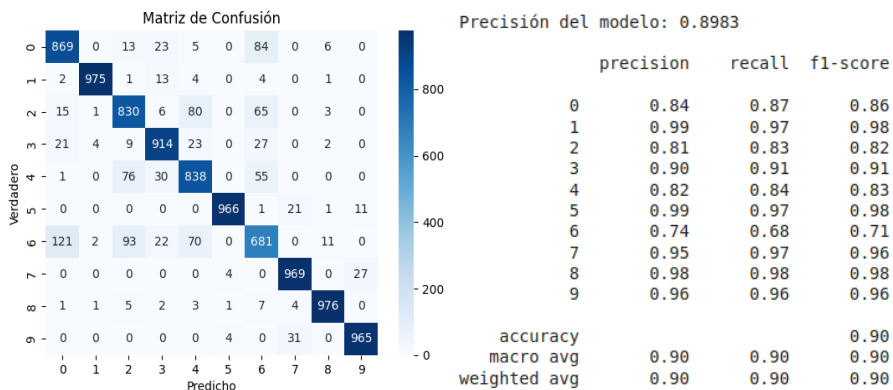 Matriz de Confusión
0 869 0 13 23 5 0 84 0 6 0
1 2 975 1 13 4 0 4 0 1 0
2 15 1 830 6 80 0 65 0 3 0
3 21 4 9 914 23 0 27 0 2 0
4 1 0 76 30 838 0 55 0 0 0
5 0 0 0 0 0 966 1 21 1 11
6 121 2 93 22 70 0 681 0 11 0
7 0 0 0 0 0 4 0 969 0 27
8 1 1 5 2 3 1 7 4 976 0
9 0 0 0 0 0 4 0 31 0 965
0 1 2 3 4 5 6 7 8 9
Verdadero
Predicho
800
600
400
200
0
Precisión del modelo: 0.8983
precision recall f1-score
0 0.84 0.87 0.86
1 0.99 0.97 0.98
2 0.81 0.83 0.82
3 0.90 0.91 0.91
4 0.82 0.84 0.83
5 0.99 0.97 0.98
6 0.74 0.68 0.71
7 0.95 0.97 0.96
8 0.98 0.98 0.98
9 0.96 0.96 0.96
accuracy 0.90
macro avg 0.90 0.90 0.90
weighted avg 0.90 0.90 0.90